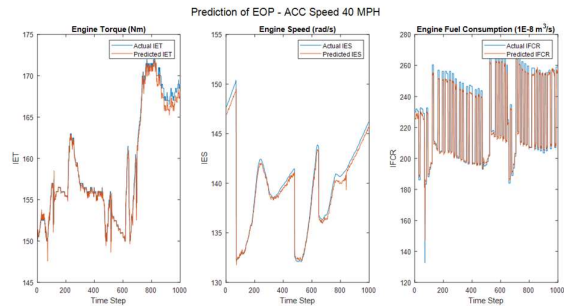 Prediction of EOP - ACC Speed 40 MPH
Engine Torque (Nm)
Actual IET
Predicted IET
IET
175
170
165
160
155
150
145
0 200 400 600 800 1000
Time Step
Engine Speed (rad/s)
Actual IES
Predicted IES
IES
155
150
145
140
135
130
0 200 400 600 800 1000
Time Step
Engine Fuel Consumption (1E-8 m³/s)
Actual IFCR
Predicted IFCR
IFCR
280
260
240
220
200
180
160
140
120
0 200 400 600 800 1000
Time Step